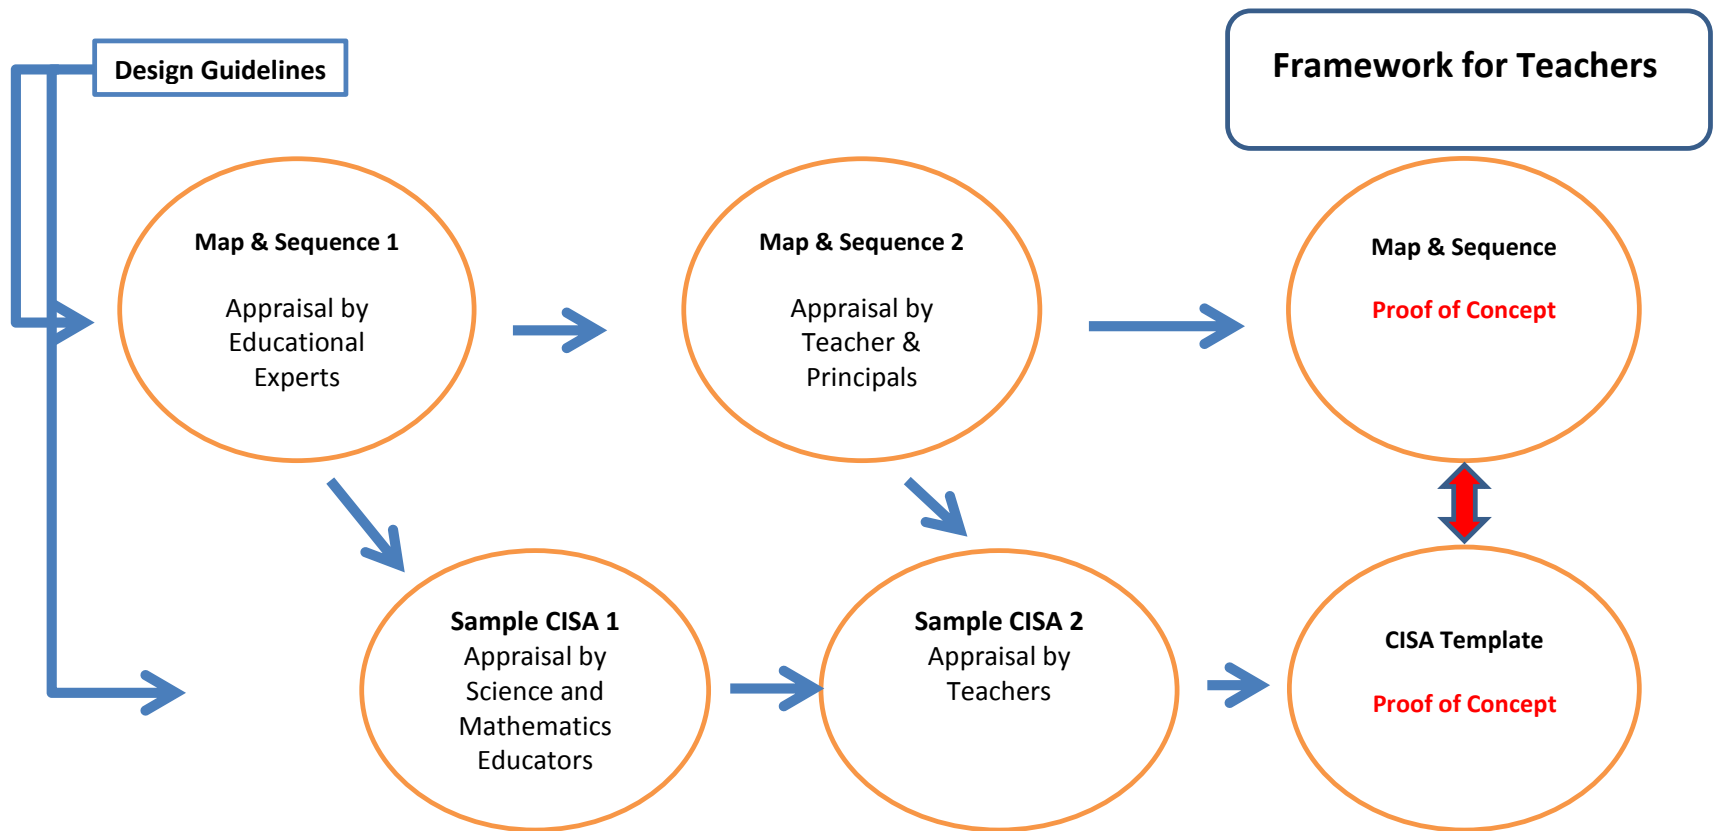 Design Guidelines
Framework for Teachers
Map & Sequence 1
Appraisal by
Educational
Experts
Map & Sequence 2
Appraisal by
Teacher &
Principals
Map & Sequence
Proof of Concept
Sample CISA 1
Appraisal by
Science and
Mathematics
Educators
Sample CISA 2
Appraisal by
Teachers
CISA Template
Proof of Concept